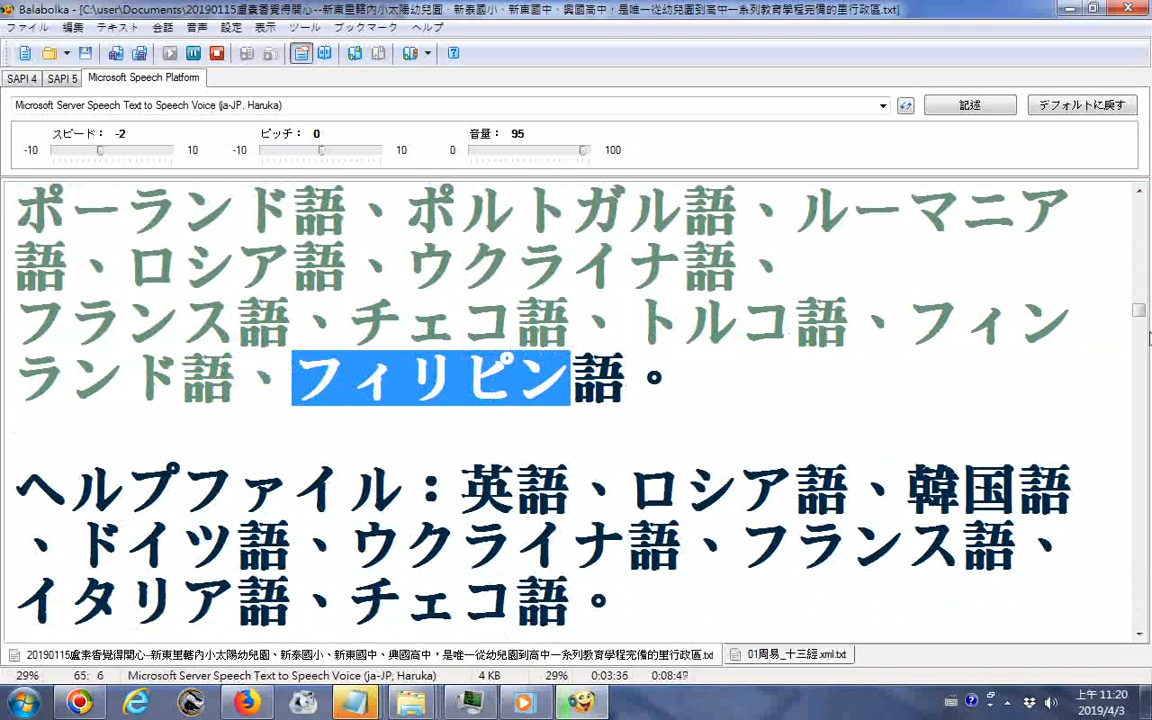 Balabolka - [C:\user\Documents\20190115盧素香覺得開心--新東里轄內小太陽幼兒園、新泰國小、新東國中、興國高中，是唯一從幼兒園到高中一系列教育學程完備的里行政區.txt]
ファイル 編集 テキスト 会話 音声 設定 表示 ツール ブックマーク ヘルプ
SAPI 4 SAPI 5 Microsoft Speech Platform
Microsoft Server Speech Text to Speech Voice (ja-JP, Haruka) 記述 デフォルトに戻す
スピード： -2 ピッチ： 0 音量： 95
-10 10 -10 10 0 100
ポーランド語、ポルトガル語、ルーマニア
語、ロシア語、ウクライナ語、
フランス語、チェコ語、トルコ語、フィン
ランド語、フィリピン語。
ヘルプファイル：英語、ロシア語、韓国語
、ドイツ語、ウクライナ語、フランス語、
イタリア語、チェコ語。
20190115盧素香覺得開心--新東里轄內小太陽幼兒園、新泰國小、新東國中、興國高中，是唯一從幼兒園到高中一系列教育學程完備的里行政區.txt 01周易_十三經.xml.txt
29% 65: 6 Microsoft Server Speech Text to Speech Voice (ja-JP, Haruka) 4 KB 29% 0:03:36 0:08:49
上午 11:20
2019/4/3